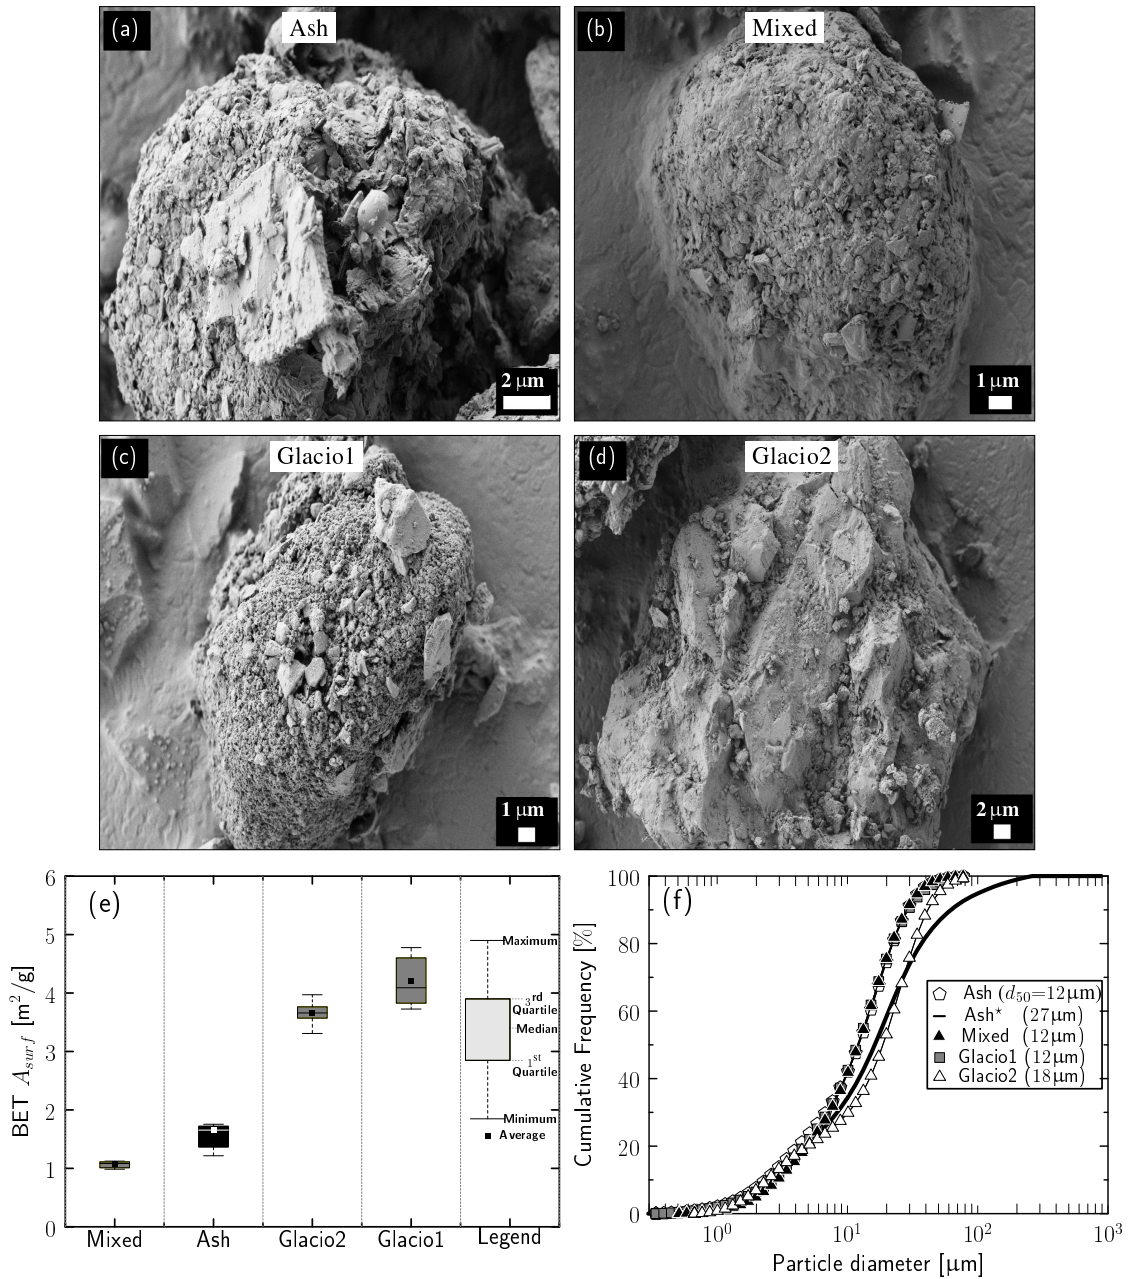 (a)
Ash
2 μm
(b)
Mixed
1 μm
(c)
Glacio1
1 μm
(d)
Glacio2
2 μm
(e)
BET A_surf [m²/g]
6
5
4
3
2
1
0
Mixed
Ash
Glacio2
Glacio1
Legend
Maximum
3rd
Quartile
Median
1st
Quartile
Minimum
Average
(f)
Cumulative Frequency [%]
100
80
60
40
20
0
Ash (d₅₀=12μm)
Ash* (27μm)
Mixed (12μm)
Glacio1 (12μm)
Glacio2 (18μm)
10⁰
10¹
10²
10³
Particle diameter [μm]